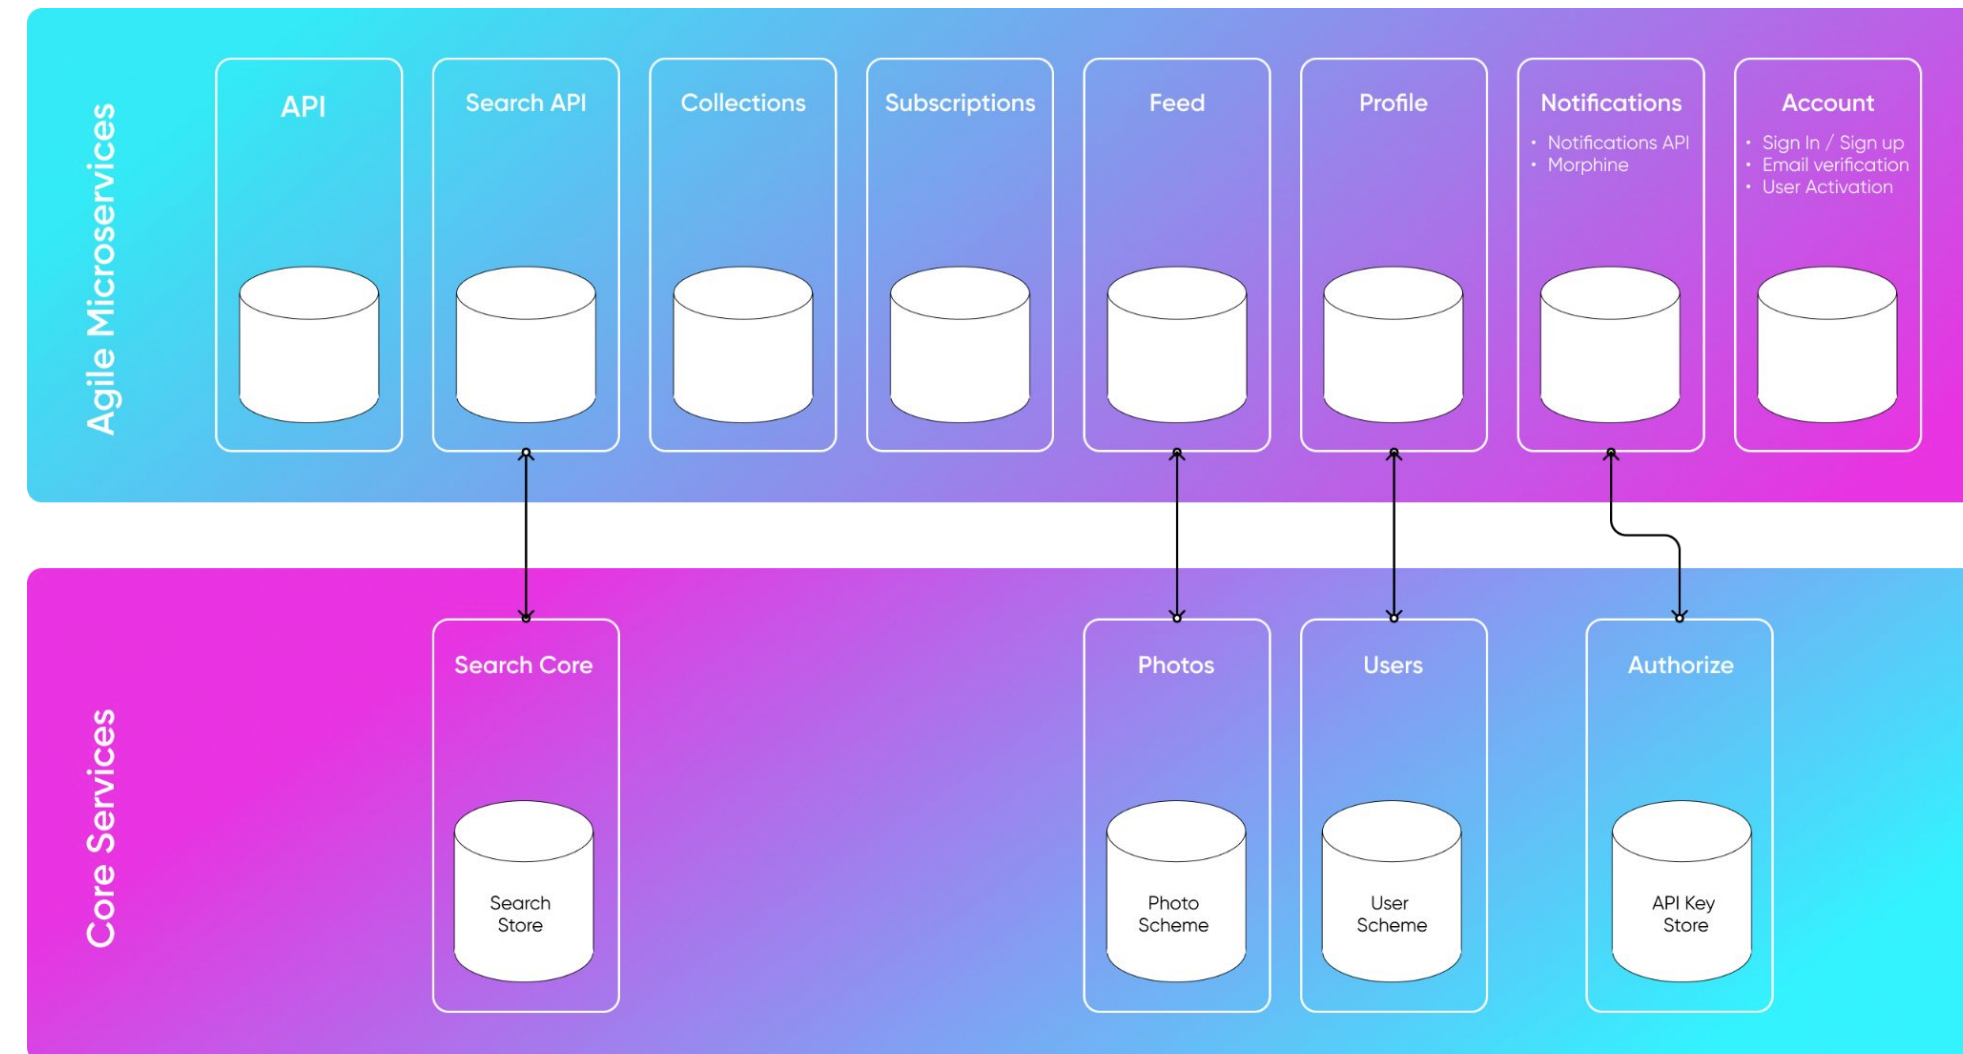 Agile Microservices
API
Search API
Collections
Subscriptions
Feed
Profile
Notifications
• Notifications API
• Morphine
Account
• Sign In / Sign up
• Email verification
• User Activation
Core Services
Search Core
Search
Store
Photos
Photo
Scheme
Users
User
Scheme
Authorize
API Key
Store